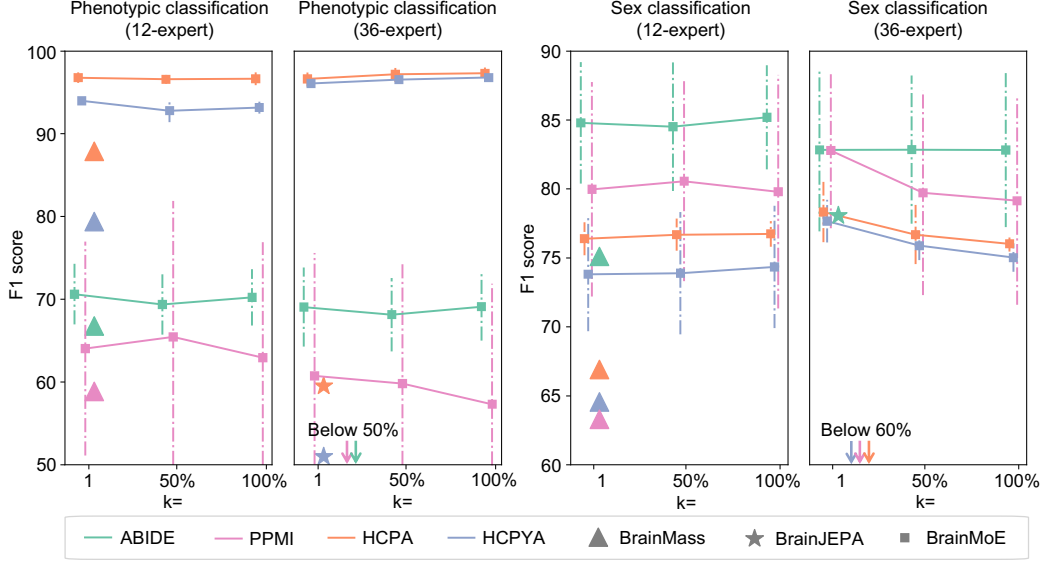 Phenotypic classification
(12-expert)
Phenotypic classification
(36-expert)
Sex classification
(12-expert)
Sex classification
(36-expert)
F1 score
100
90
80
70
60
50
1
50%
100%
k=
Below 50%
1
50%
100%
k=
F1 score
90
85
80
75
70
65
60
1
50%
100%
k=
Below 60%
1
50%
100%
k=
ABIDE
PPMI
HCPA
HCPYA
BrainMass
BrainJEPA
BrainMoE